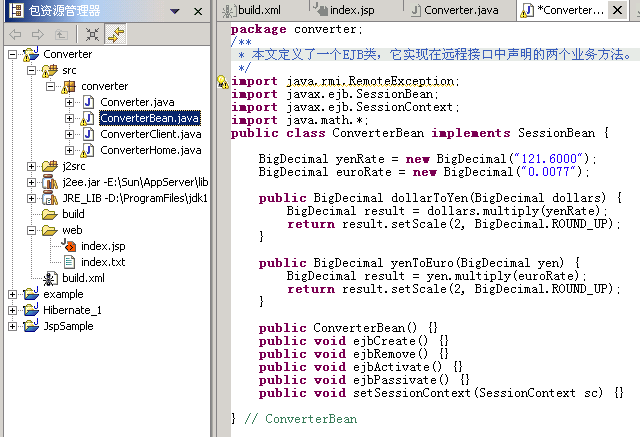 包资源管理器
Converter
src
converter
Converter.java
ConverterBean.java
ConverterClient.java
ConverterHome.java
j2src
j2ee.jar -E:\Sun\AppServer\lib
JRE_LIB -D:\ProgramFiles\jdk1
build
web
index.jsp
index.txt
build.xml
example
Hibernate_1
JspSample
build.xml index.jsp Converter.java *Converter...
package converter;
/**
 * 本文定义了一个EJB类，它实现在远程接口中声明的两个业务方法。
 */
import java.rmi.RemoteException;
import javax.ejb.SessionBean;
import javax.ejb.SessionContext;
import java.math.*;
public class ConverterBean implements SessionBean {
BigDecimal yenRate = new BigDecimal("121.6000");
BigDecimal euroRate = new BigDecimal("0.0077");
public BigDecimal dollarToYen(BigDecimal dollars) {
BigDecimal result = dollars.multiply(yenRate);
return result.setScale(2, BigDecimal.ROUND_UP);
}
public BigDecimal yenToEuro(BigDecimal yen) {
BigDecimal result = yen.multiply(euroRate);
return result.setScale(2, BigDecimal.ROUND_UP);
}
public ConverterBean() {}
public void ejbCreate() {}
public void ejbRemove() {}
public void ejbActivate() {}
public void ejbPassivate() {}
public void setSessionContext(SessionContext sc) {}
} // ConverterBean